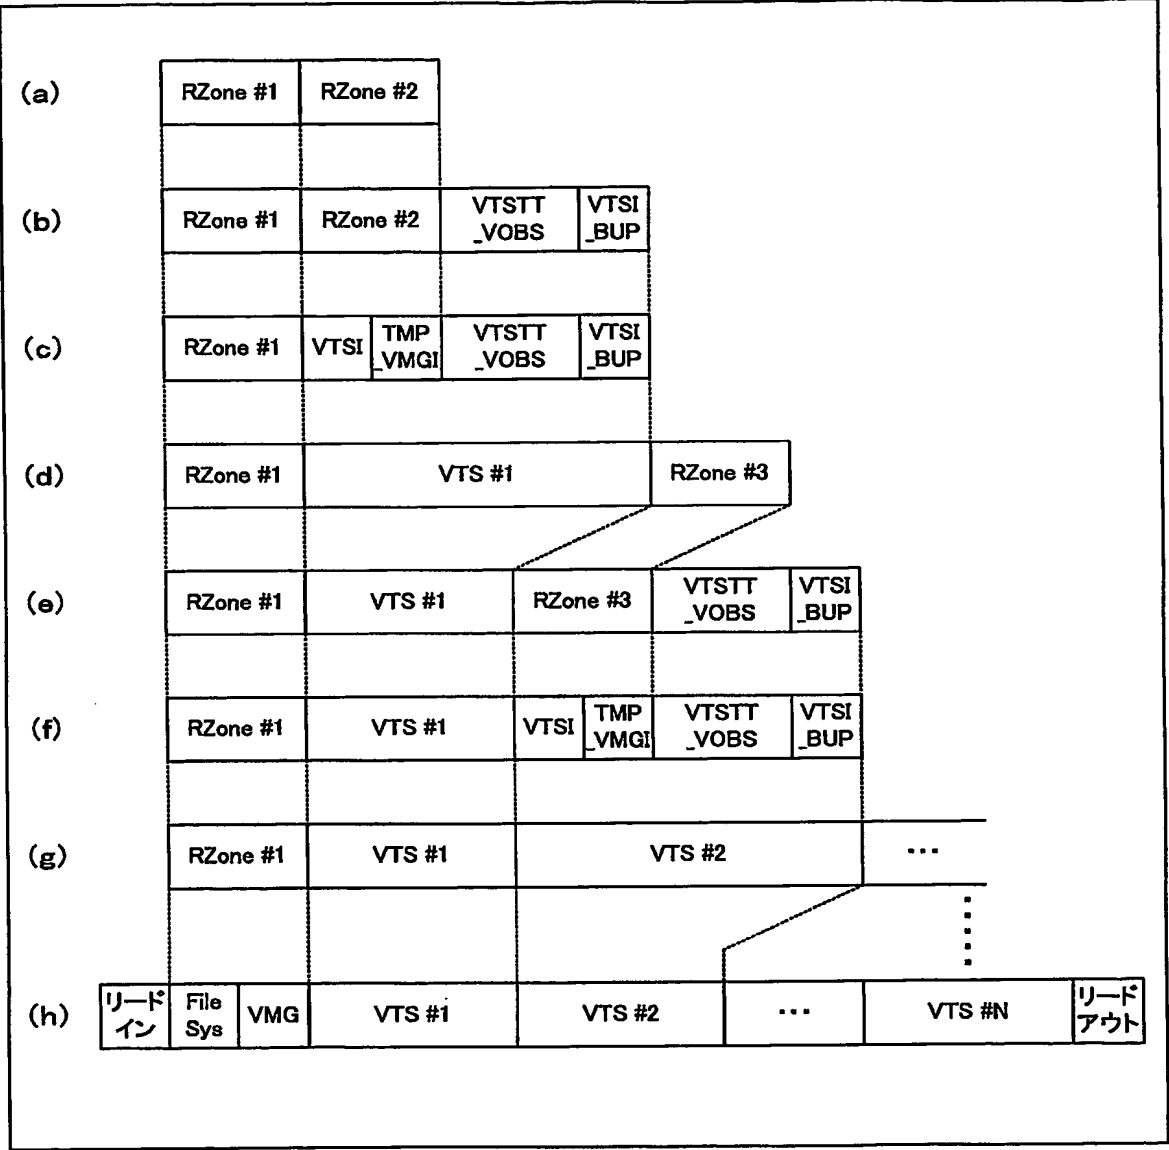 (a)
RZone #1
RZone #2
(b)
RZone #1
RZone #2
VTSTT
_VOBS
VTSI
_BUP
(c)
RZone #1
VTSI
TMP
_VMGI
VTSTT
_VOBS
VTSI
_BUP
(d)
RZone #1
VTS #1
RZone #3
(e)
RZone #1
VTS #1
RZone #3
VTSTT
_VOBS
VTSI
_BUP
(f)
RZone #1
VTS #1
VTSI
TMP
_VMGI
VTSTT
_VOBS
VTSI
_BUP
(g)
RZone #1
VTS #1
VTS #2
...
(h)
リード
イン
File
Sys
VMG
VTS #1
VTS #2
...
VTS #N
リード
アウト